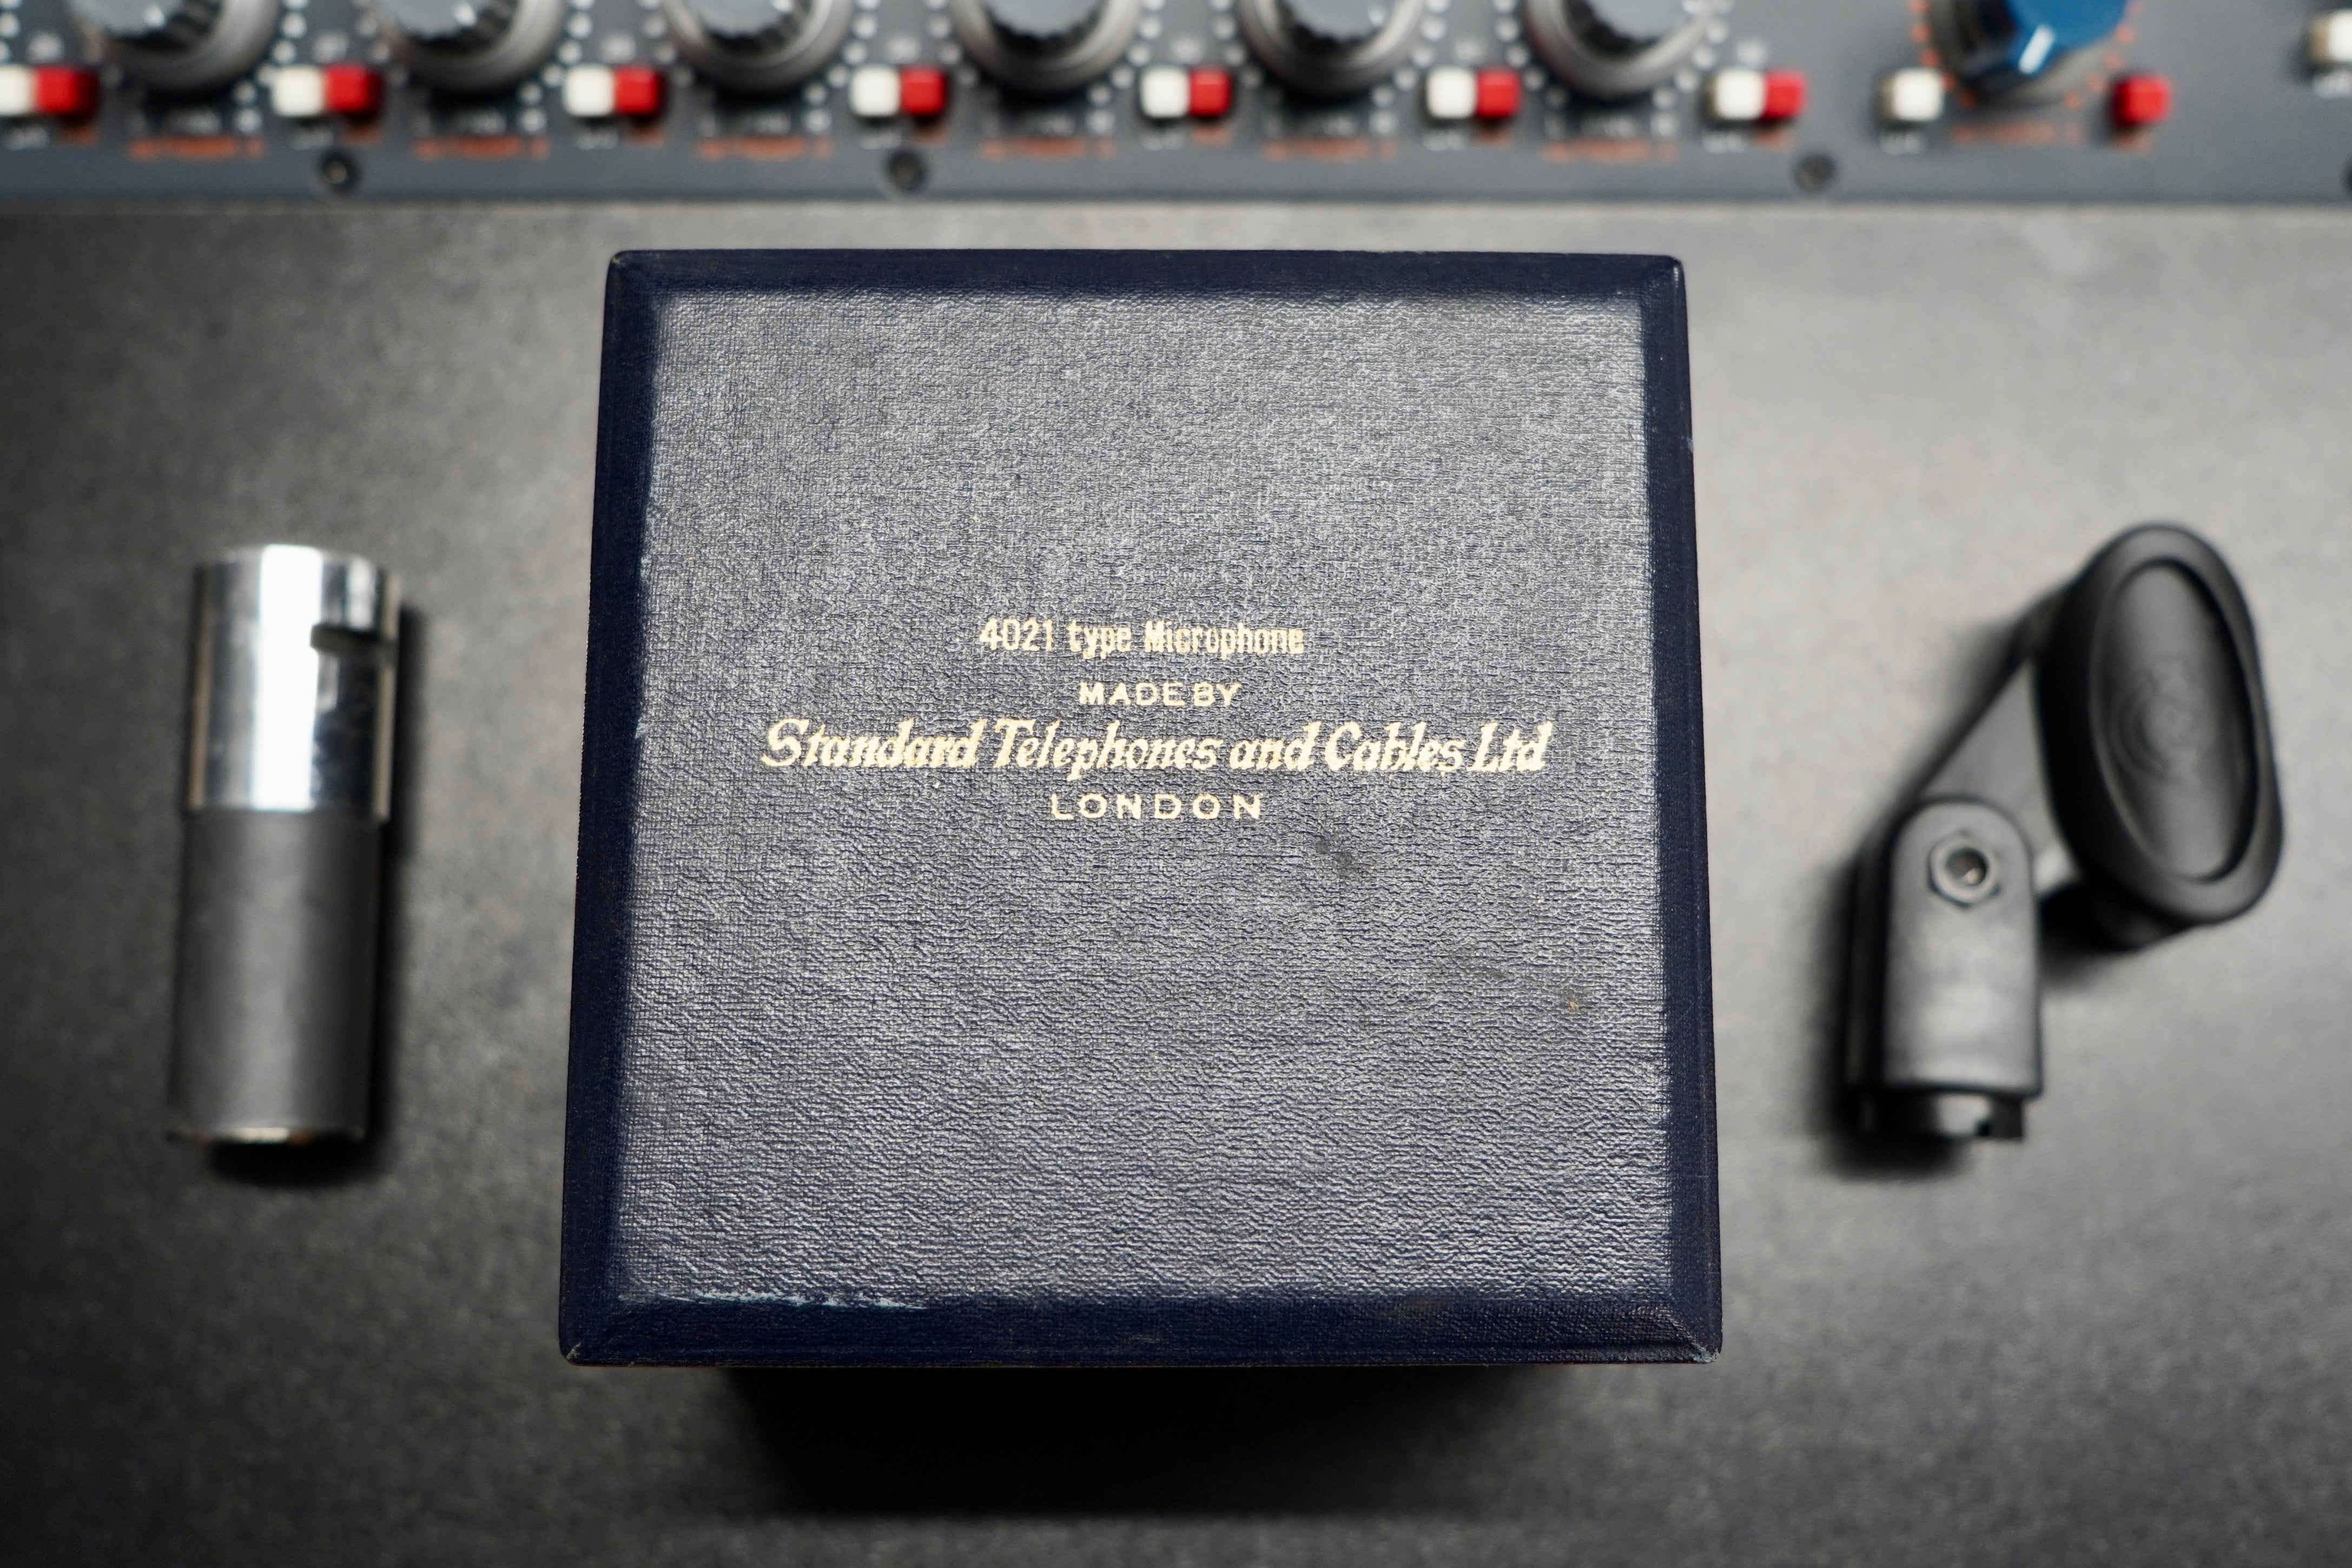 4021 type Microphone
MADE BY
Standard Telephones and Cables Ltd
LONDON